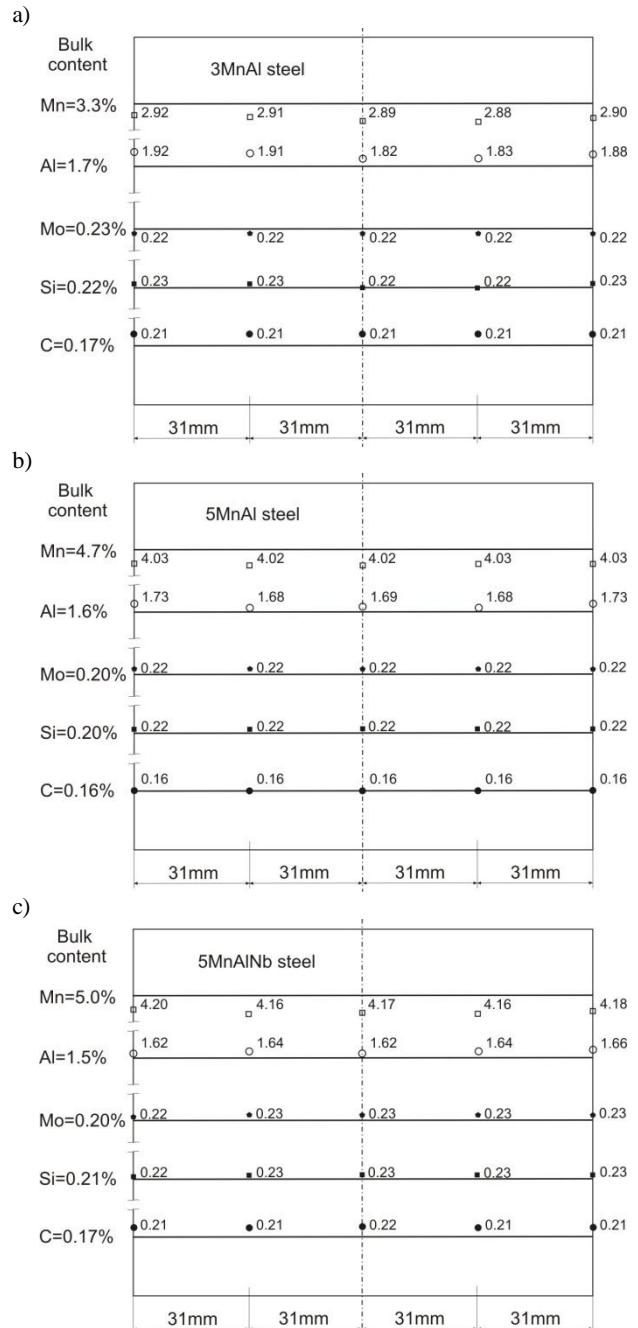 a)
Bulk
content
3MnAl steel
Mn=3.3%
2.92 2.91 2.89 2.88 2.90
Al=1.7%
1.92 1.91 1.82 1.83 1.88
Mo=0.23%
0.22 0.22 0.22 0.22 0.22
Si=0.22%
0.23 0.23 0.22 0.22 0.23
C=0.17%
0.21 0.21 0.21 0.21 0.21
31mm 31mm 31mm 31mm
b)
Bulk
content
5MnAl steel
Mn=4.7%
4.03 4.02 4.02 4.03 4.03
Al=1.6%
1.73 1.68 1.69 1.68 1.73
Mo=0.20%
0.22 0.22 0.22 0.22 0.22
Si=0.20%
0.22 0.22 0.22 0.22 0.22
C=0.16%
0.16 0.16 0.16 0.16 0.16
31mm 31mm 31mm 31mm
c)
Bulk
content
5MnAlNb steel
Mn=5.0%
4.20 4.16 4.17 4.16 4.18
Al=1.5%
1.62 1.64 1.62 1.64 1.66
Mo=0.20%
0.22 0.23 0.23 0.23 0.23
Si=0.21%
0.22 0.23 0.23 0.23 0.23
C=0.17%
0.21 0.21 0.22 0.21 0.21
31mm 31mm 31mm 31mm